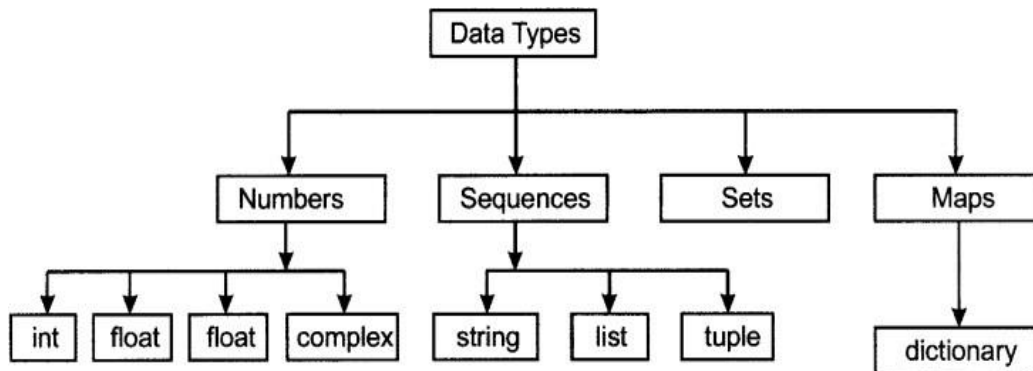 Data Types
Numbers
Sequences
Sets
Maps
int
float
float
complex
string
list
tuple
dictionary